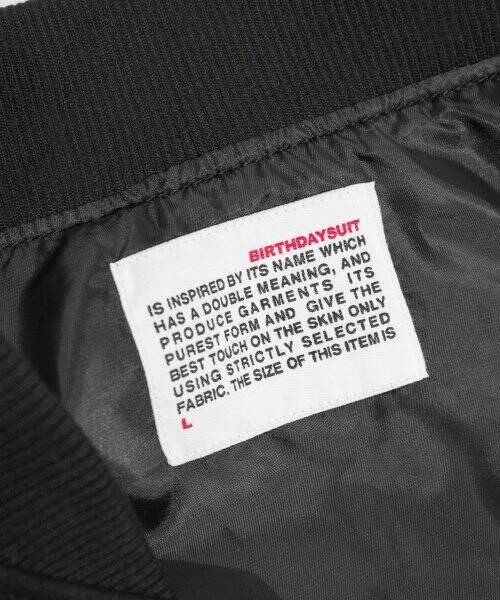 BIRTHDAYSUIT
IS INSPIRED BY ITS NAME WHICH
HAS A DOUBLE MEANING, AND
PRODUCE GARMENTS ITS
PUREST FORM AND GIVE THE
BEST TOUCH ON THE SKIN ONLY
USING STRICTLY SELECTED
FABRIC. THE SIZE OF THIS ITEM IS
L